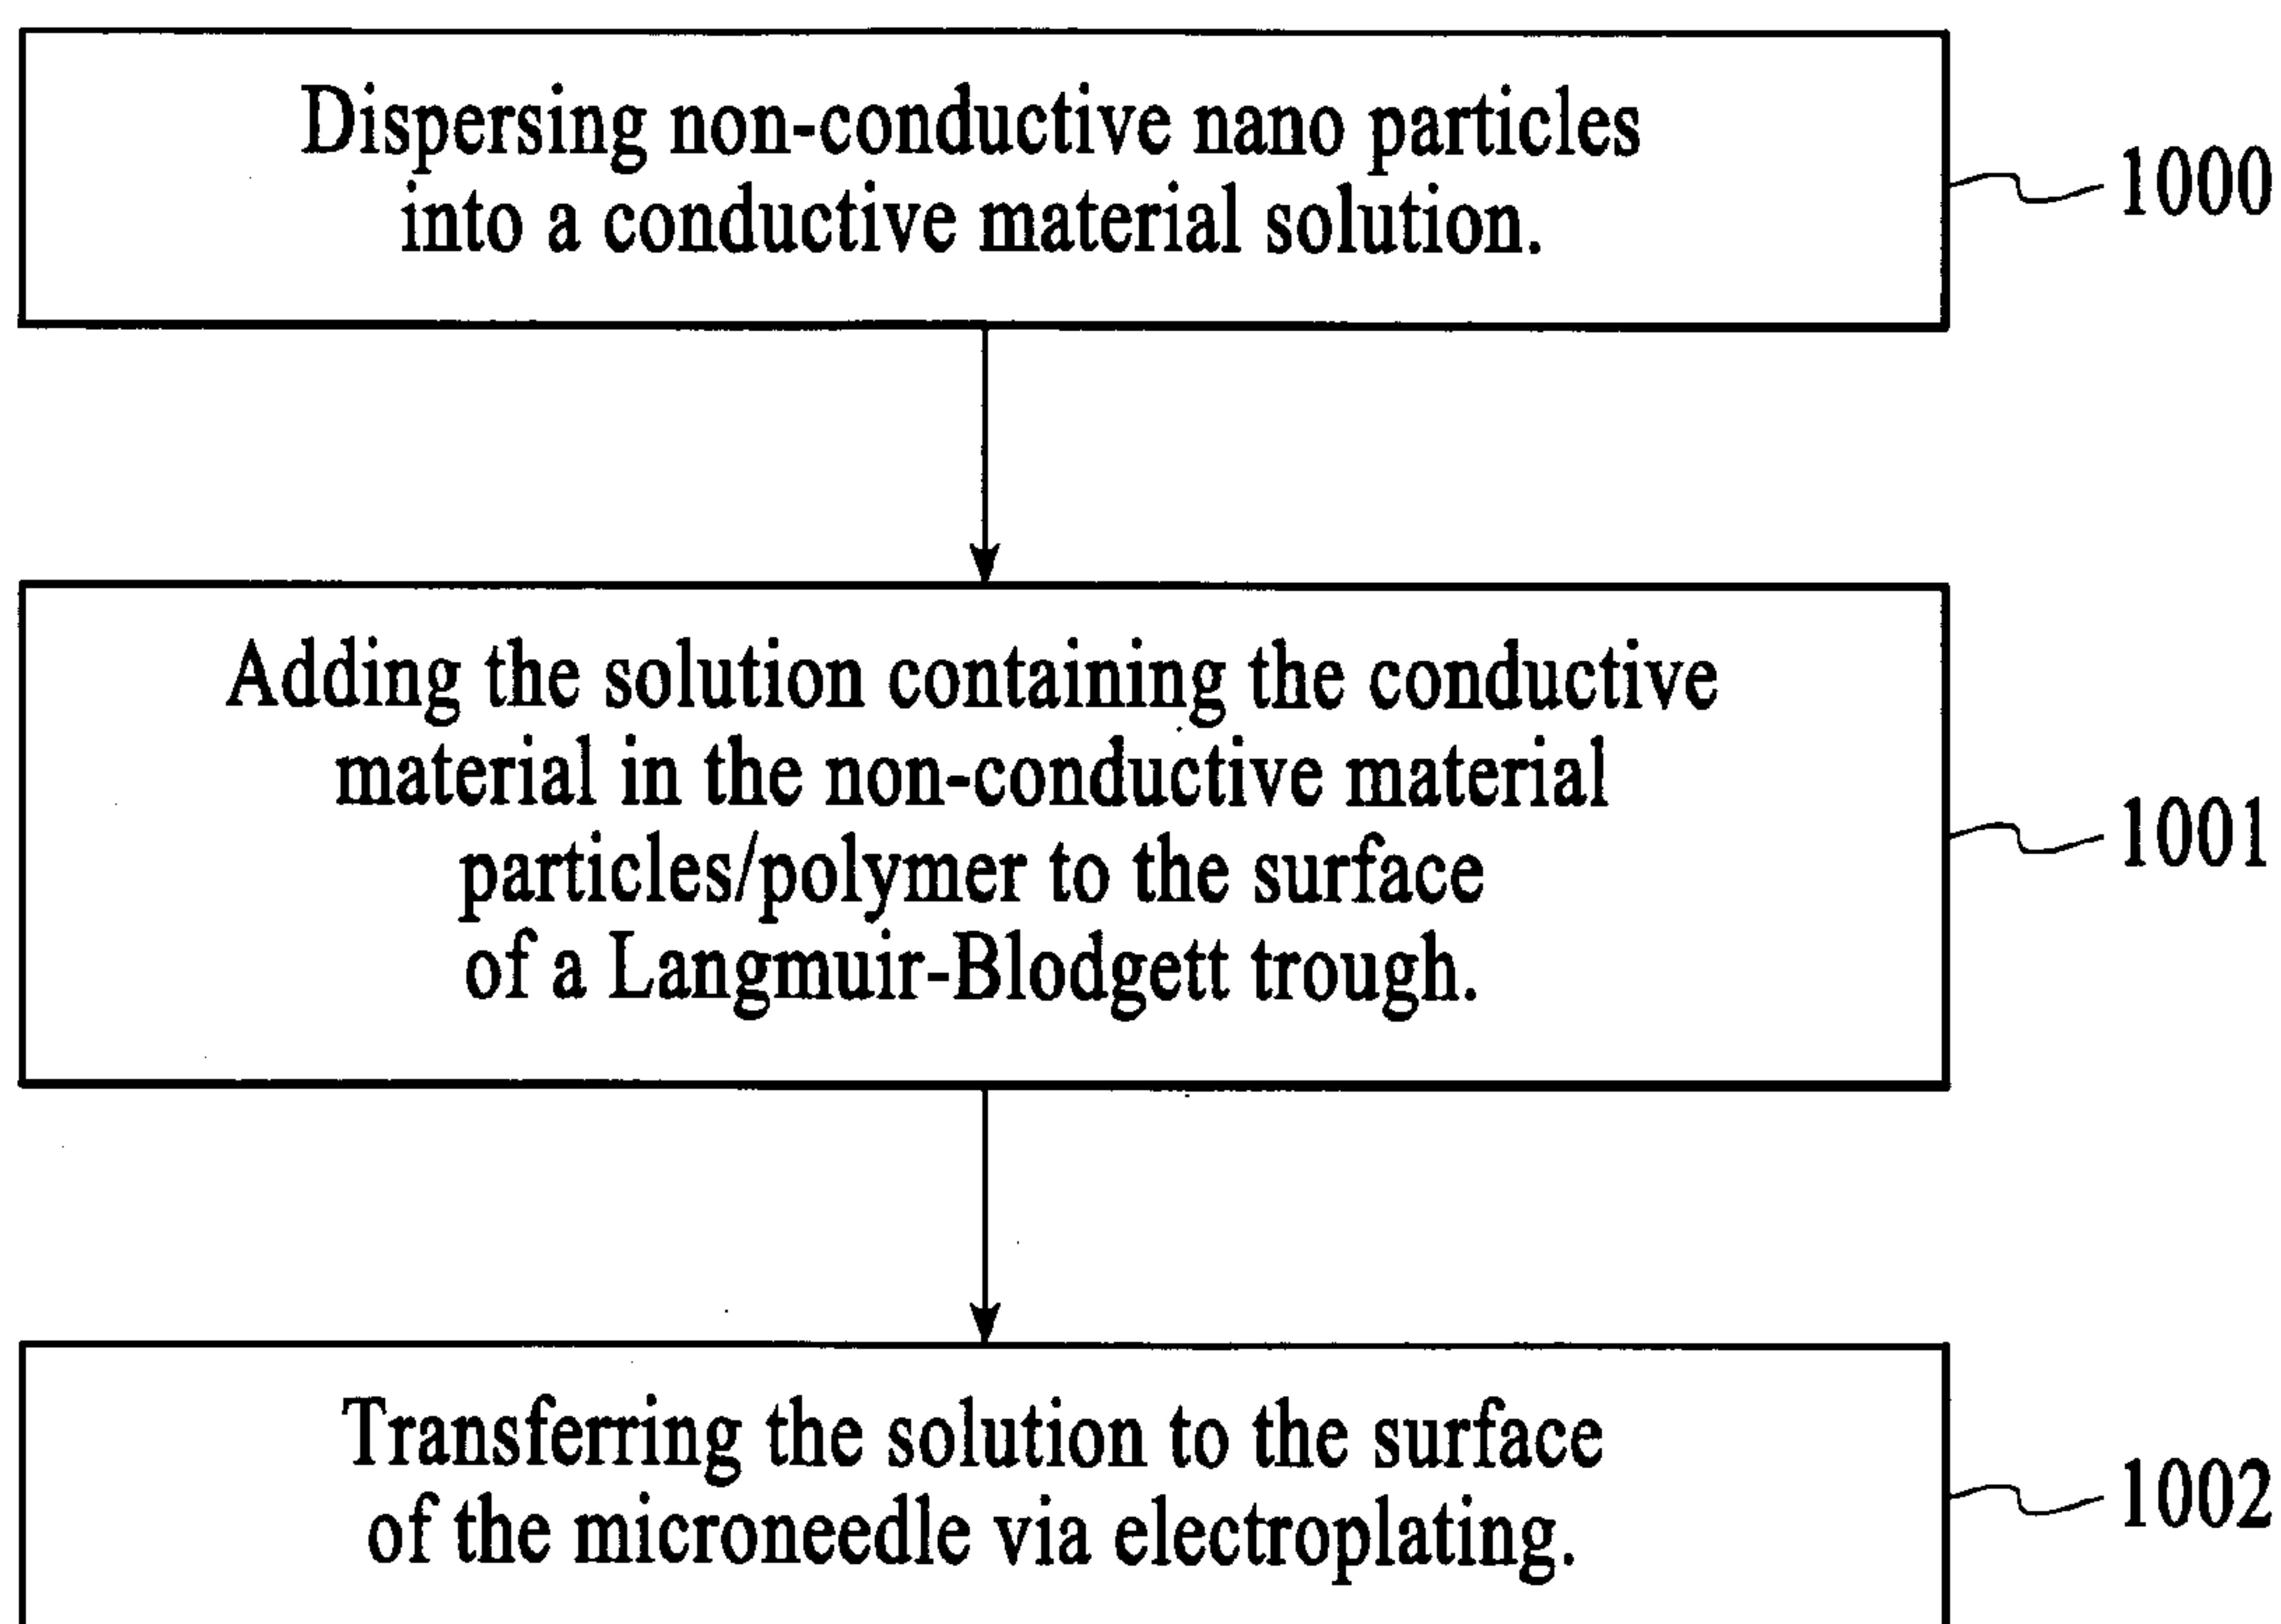 Dispersing non-conductive nano particles
into a conductive material solution.
1000
Adding the solution containing the conductive
material in the non-conductive material
particles/polymer to the surface
of a Langmuir-Blodgett trough.
1001
Transferring the solution to the surface
of the microneedle via electroplating.
1002